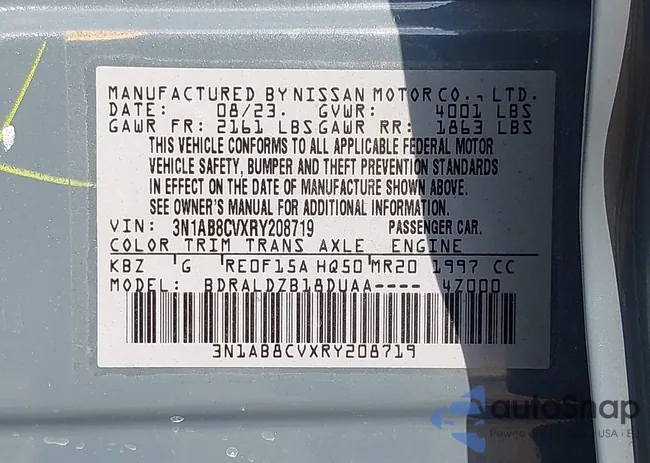 MANUFACTURED BY NISSAN MOTOR CO., LTD.
DATE: 08/23. GVWR: 4001 LBS
GAWR FR: 2161 LBS GAWR RR: 1863 LBS
THIS VEHICLE CONFORMS TO ALL APPLICABLE FEDERAL MOTOR
VEHICLE SAFETY, BUMPER AND THEFT PREVENTION STANDARDS
IN EFFECT ON THE DATE OF MANUFACTURE SHOWN ABOVE.
SEE OWNER'S MANUAL FOR ADDITIONAL INFORMATION.
VIN: 3N1AB8CVXRY208719 PASSENGER CAR.
COLOR TRIM TRANS AXLE ENGINE
KBZ G RE0F15A HQ50 MR20 1997 CC
MODEL: BDRALDZB18DUAA---- 4Z000
3N1AB8CVXRY208719
autoSnap